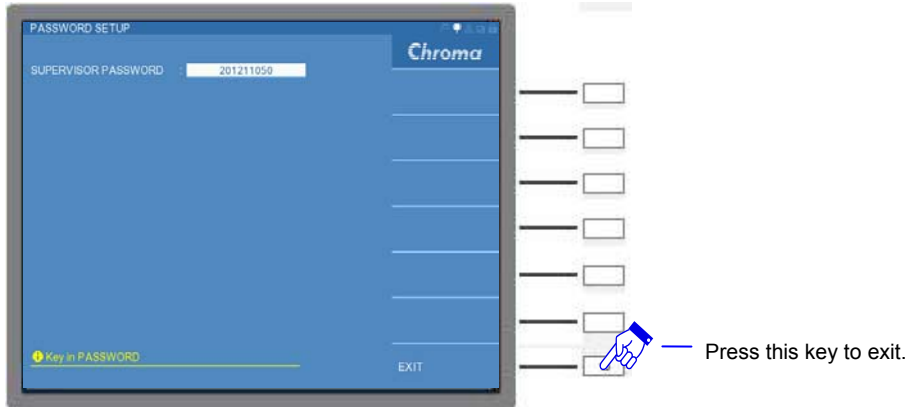 PASSWORD SETUP
Chroma
SUPERVISOR PASSWORD : 201211050
Key in PASSWORD
EXIT
Press this key to exit.